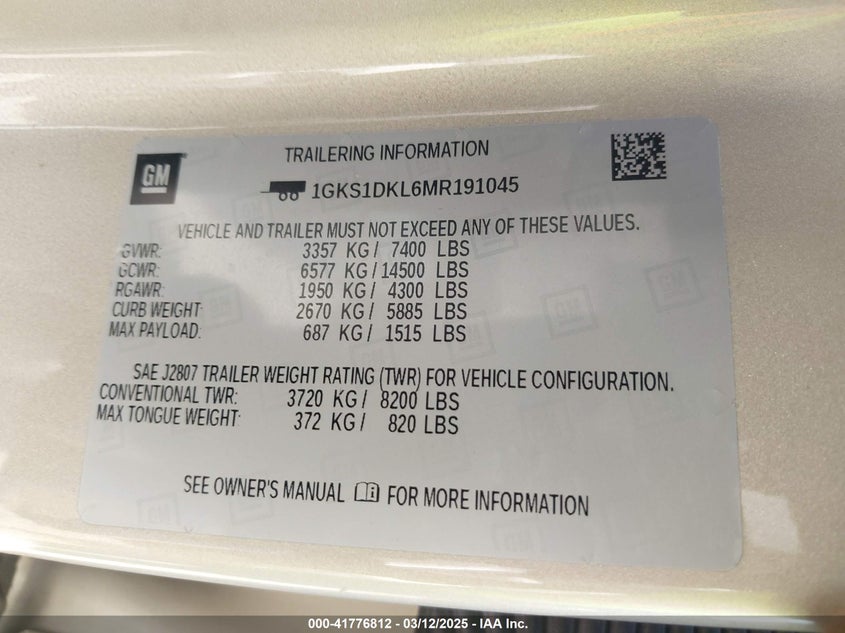 GM
TRAILERING INFORMATION
1GKS1DKL6MR191045
VEHICLE AND TRAILER MUST NOT EXCEED ANY OF THESE VALUES.
GVWR: 3357 KG / 7400 LBS
GCWR: 6577 KG / 14500 LBS
RGAWR: 1950 KG / 4300 LBS
CURB WEIGHT: 2670 KG / 5885 LBS
MAX PAYLOAD: 687 KG / 1515 LBS
SAE J2807 TRAILER WEIGHT RATING (TWR) FOR VEHICLE CONFIGURATION.
CONVENTIONAL TWR: 3720 KG / 8200 LBS
MAX TONGUE WEIGHT: 372 KG / 820 LBS
SEE OWNER'S MANUAL FOR MORE INFORMATION
000-41776812 - 03/12/2025 - IAA Inc.